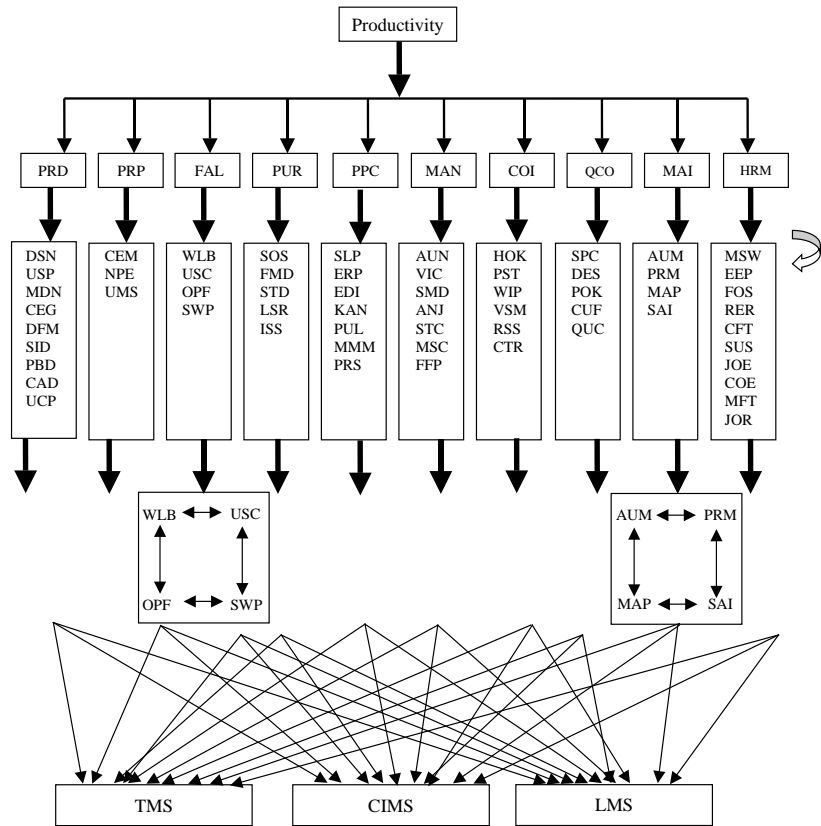 Productivity
PRD PRP FAL PUR PPC MAN COI QCO MAI HRM
DSN
USP
MDN
CEG
DFM
SID
PBD
CAD
UCP
CEM
NPE
UMS
WLB
USC
OPF
SWP
SOS
FMD
STD
LSR
ISS
SLP
ERP
EDI
KAN
PUL
MMM
PRS
AUN
VIC
SMD
ANJ
STC
MSC
FFP
HOK
PST
WIP
VSM
RSS
CTR
SPC
DES
POK
CUF
QUC
AUM
PRM
MAP
SAI
MSW
EEP
FOS
RER
CFT
SUS
JOE
COE
MFT
JOR
WLB USC
OPF SWP
AUM PRM
MAP SAI
TMS CIMS LMS